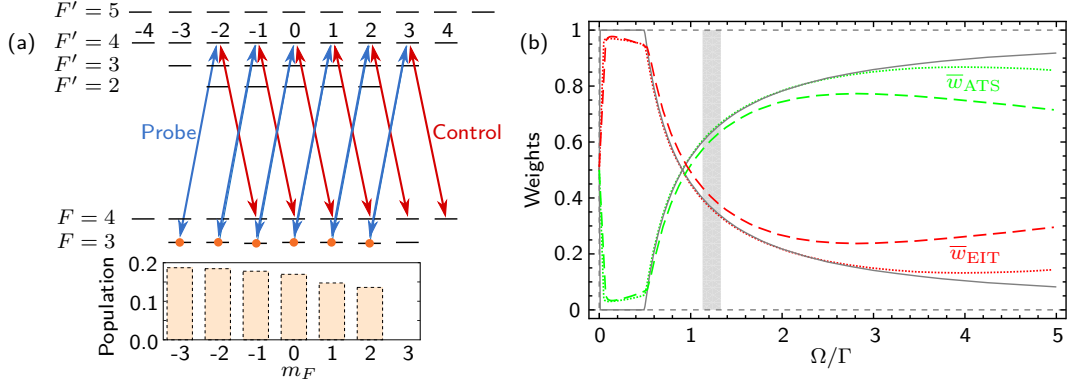 (a)
F′ = 5
-4 -3 -2 -1 0 1 2 3 4
F′ = 4
F′ = 3
F′ = 2
Probe
Control
F = 4
F = 3
Population
0.2
0.1
0.0
-3 -2 -1 0 1 2 3
m_F
(b)
Weights
1
0.8
0.6
0.4
0.2
0
w̅_ATS
w̅_EIT
0 1 2 3 4 5
Ω/Γ